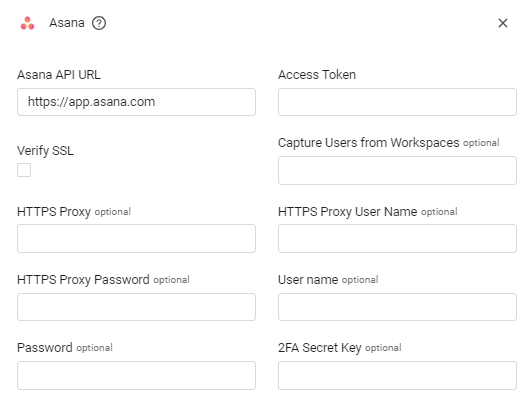 Asana ?
Asana API URL
https://app.asana.com
Access Token
Verify SSL
Capture Users from Workspaces optional
HTTPS Proxy optional
HTTPS Proxy User Name optional
HTTPS Proxy Password optional
User name optional
Password optional
2FA Secret Key optional